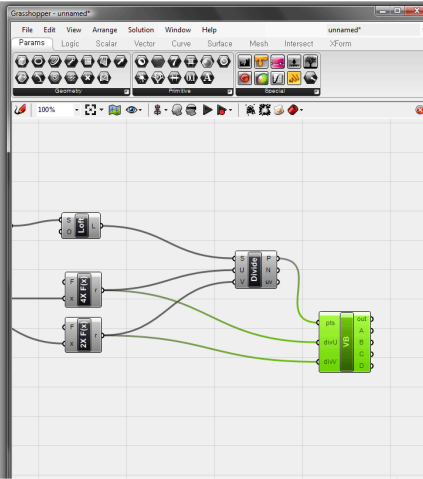 Grasshopper - unnamed*
File Edit View Arrange Solution Window Help unnamed*
Params Logic Scalar Vector Curve Surface Mesh Intersect XForm
Geometry Primitive Special
100%
S O Loft L
S U V Divide P N uv
F x 4X F(x) r
F x 2X F(x) r
pts divU divV VB out A B C D